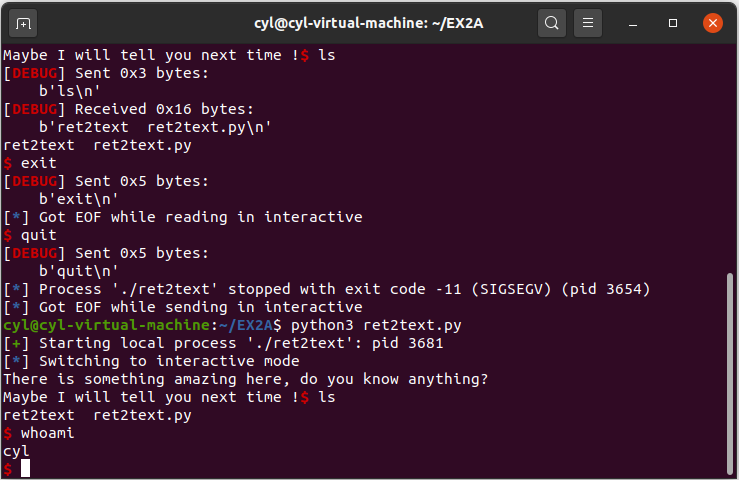 cyl@cyl-virtual-machine: ~/EX2A
Maybe I will tell you next time !$ ls
[DEBUG] Sent 0x3 bytes:
    b'ls\n'
[DEBUG] Received 0x16 bytes:
    b'ret2text  ret2text.py\n'
ret2text  ret2text.py
$ exit
[DEBUG] Sent 0x5 bytes:
    b'exit\n'
[*] Got EOF while reading in interactive
$ quit
[DEBUG] Sent 0x5 bytes:
    b'quit\n'
[*] Process './ret2text' stopped with exit code -11 (SIGSEGV) (pid 3654)
[*] Got EOF while sending in interactive
cyl@cyl-virtual-machine:~/EX2A$ python3 ret2text.py
[+] Starting local process './ret2text': pid 3681
[*] Switching to interactive mode
There is something amazing here, do you know anything?
Maybe I will tell you next time !$ ls
ret2text  ret2text.py
$ whoami
cyl
$